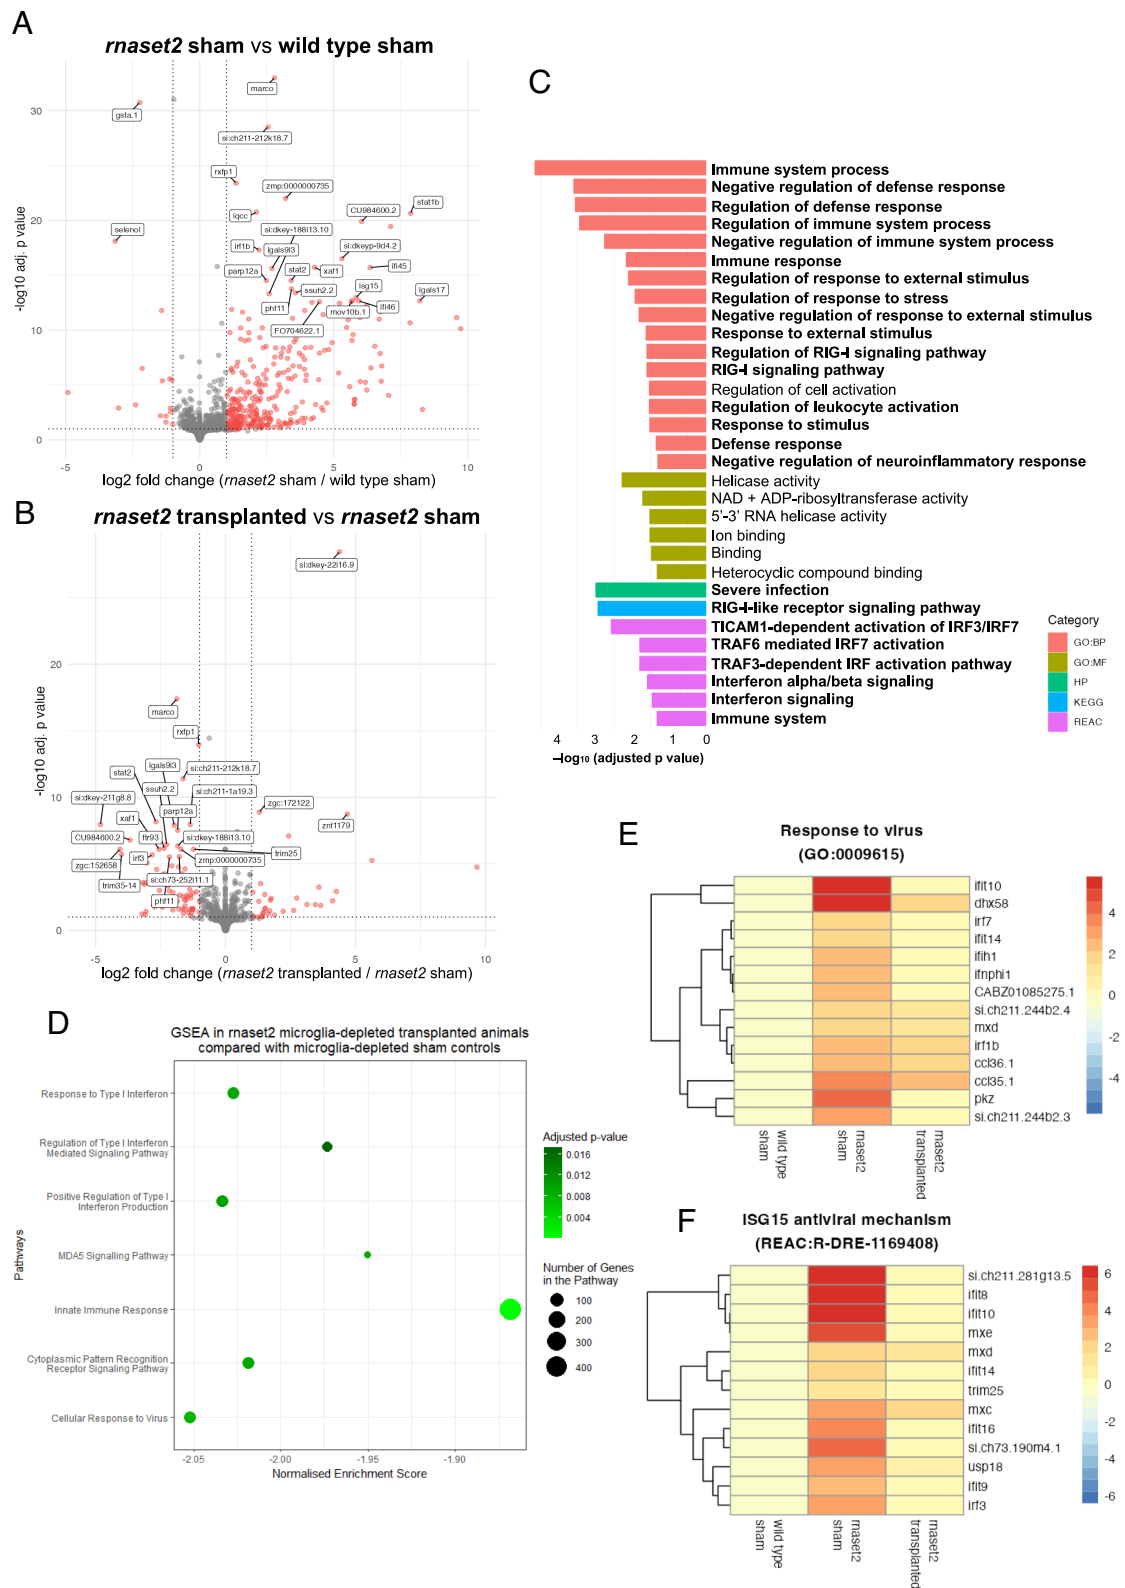 A
rnaset2 sham vs wild type sham
marco
gsta.1
si:ch211-212k18.7
rxfp1
zmp:0000000735
CU984600.2
stat1b
iqcc
si:dkey-188i13.10
selenol
irf1b
lgals9l3
si:dkeyp-9d4.2
parp12a
stat2
xaf1
ifi45
phf11
ssuh2.2
isg15
lgals17
mov10b.1
ifi46
FO704622.1
30
20
10
0
-log10 adj. p value
-5
0
5
10
log2 fold change (rnaset2 sham / wild type sham)
B
rnaset2 transplanted vs rnaset2 sham
si:dkey-22i16.9
marco
rxfp1
lgals9l3
si:ch211-212k18.7
stat2
ssuh2.2
si:ch211-1a19.3
si:dkey-211g8.8
parp12a
zgc:172122
xaf1
znf1179
CU984600.2
ftr93
si:dkey-188i13.10
zgc:152658
irf3
trim25
zmp:0000000735
trim35-14
si:ch73-252i11.1
phf11
20
10
0
-log10 adj. p value
-5
0
5
10
log2 fold change (rnaset2 transplanted / rnaset2 sham)
C
Immune system process
Negative regulation of defense response
Regulation of defense response
Regulation of immune system process
Negative regulation of immune system process
Immune response
Regulation of response to external stimulus
Regulation of response to stress
Negative regulation of response to external stimulus
Response to external stimulus
Regulation of RIG-I signaling pathway
RIG-I signaling pathway
Regulation of cell activation
Regulation of leukocyte activation
Response to stimulus
Defense response
Negative regulation of neuroinflammatory response
Helicase activity
NAD + ADP-ribosyltransferase activity
5'-3' RNA helicase activity
Ion binding
Binding
Heterocyclic compound binding
Severe infection
RIG-I-like receptor signaling pathway
TICAM1-dependent activation of IRF3/IRF7
TRAF6 mediated IRF7 activation
TRAF3-dependent IRF activation pathway
Interferon alpha/beta signaling
Interferon signaling
Immune system
4 3 2 1 0
–log10 (adjusted p value)
Category
GO:BP
GO:MF
HP
KEGG
REAC
D
GSEA in rnaset2 microglia-depleted transplanted animals
compared with microglia-depleted sham controls
Response to Type I Interferon
Regulation of Type I Interferon
Mediated Signaling Pathway
Positive Regulation of Type I
Interferon Production
MDA5 Signalling Pathway
Innate Immune Response
Cytoplasmic Pattern Recognition
Receptor Signaling Pathway
Cellular Response to Virus
Pathways
-2.05
-2.00
-1.95
-1.90
Normalised Enrichment Score
Adjusted p-value
0.016
0.012
0.008
0.004
Number of Genes
in the Pathway
100
200
300
400
E
Response to virus
(GO:0009615)
ifit10
dhx58
irf7
ifit14
ifih1
ifnphi1
CABZ01085275.1
si.ch211.244b2.4
mxd
irf1b
ccl36.1
ccl35.1
pkz
si.ch211.244b2.3
4
2
0
-2
-4
wild type
sham
rnaset2
sham
rnaset2
transplanted
F
ISG15 antiviral mechanism
(REAC:R-DRE-1169408)
si.ch211.281g13.5
ifit8
ifit10
mxe
mxd
ifit14
trim25
mxc
ifit16
si.ch73.190m4.1
usp18
ifit9
irf3
6
4
2
0
-2
-4
-6
wild type
sham
rnaset2
sham
rnaset2
transplanted